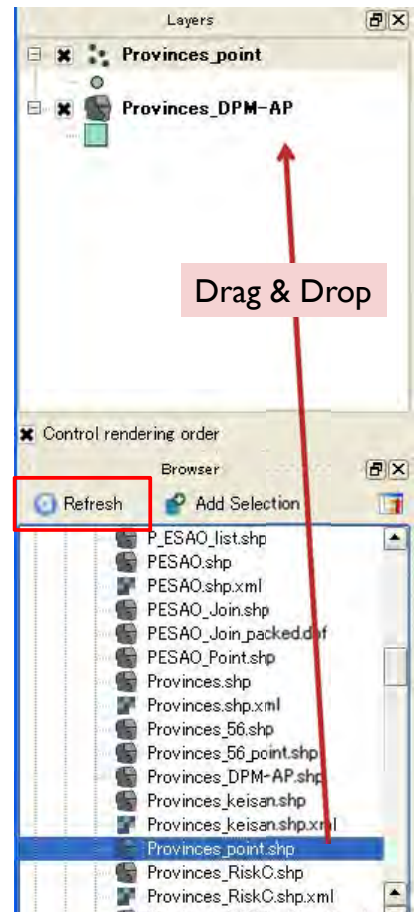 Layers
Provinces_point
Provinces_DPM-AP
Drag & Drop
Control rendering order
Browser
Refresh Add Selection
P_ESAO_list.shp
PESAO.shp
PESAO.shp.xml
PESAO_Join.shp
PESAO_Join_packed.dbf
PESAO_Point.shp
Provinces.shp
Provinces.shp.xml
Provinces_56.shp
Provinces_56_point.shp
Provinces_DPM-AP.shp
Provinces_keisan.shp
Provinces_keisan.shp.xml
Provinces_point.shp
Provinces_RiskC.shp
Provinces_RiskC.shp.xml